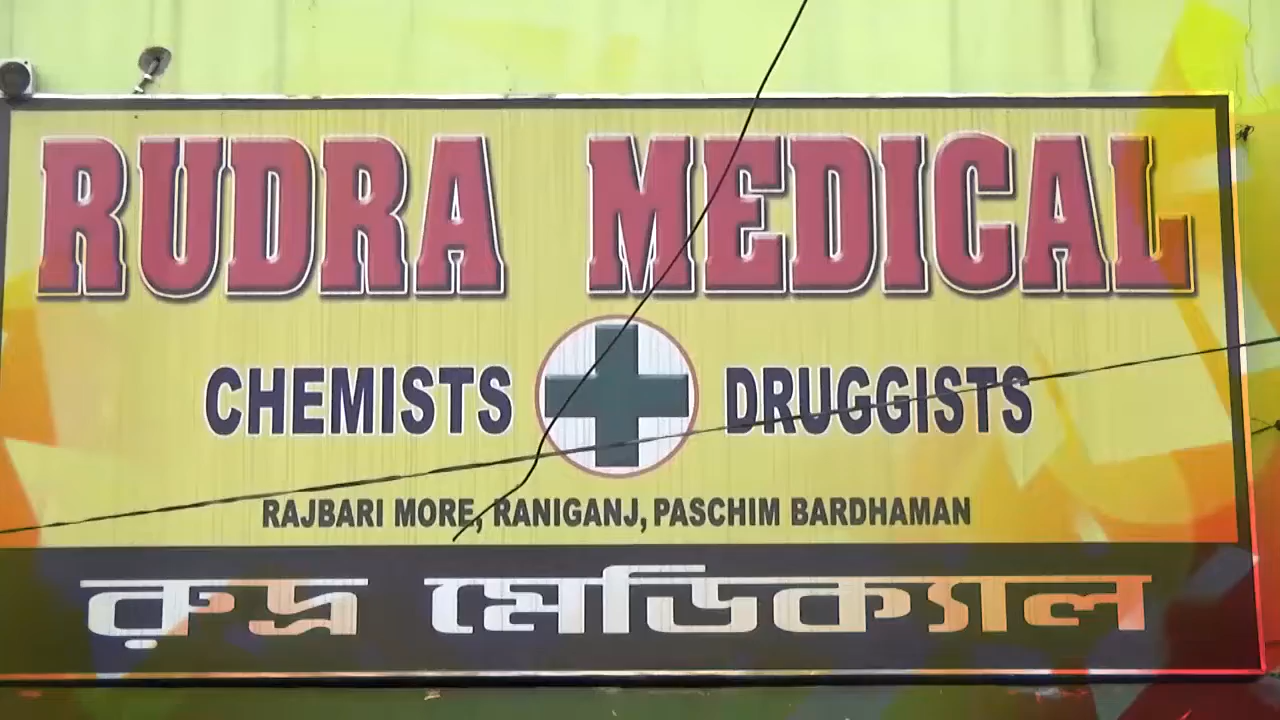 RUDRA MEDICAL
CHEMISTS DRUGGISTS
RAJBARI MORE, RANIGANJ, PASCHIM BARDHAMAN
রুদ্র মেডিক্যাল